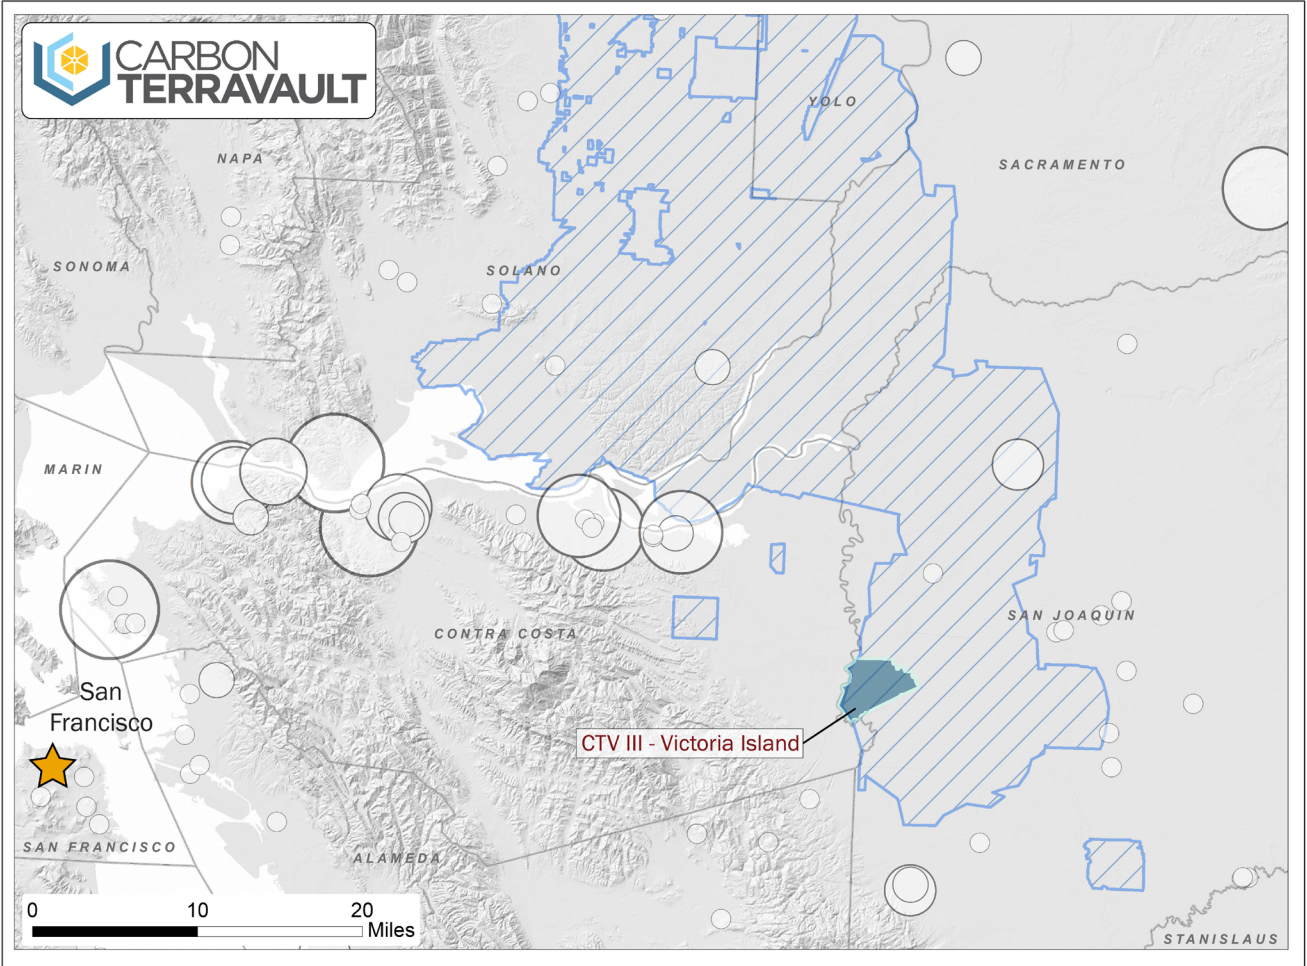 CARBON
TERRAVAULT
YOLO
NAPA
SACRAMENTO
SONOMA
SOLANO
MARIN
SAN JOAQUIN
CONTRA COSTA
San
Francisco
CTV III - Victoria Island
SAN FRANCISCO
ALAMEDA
0 10 20
Miles
STANISLAUS